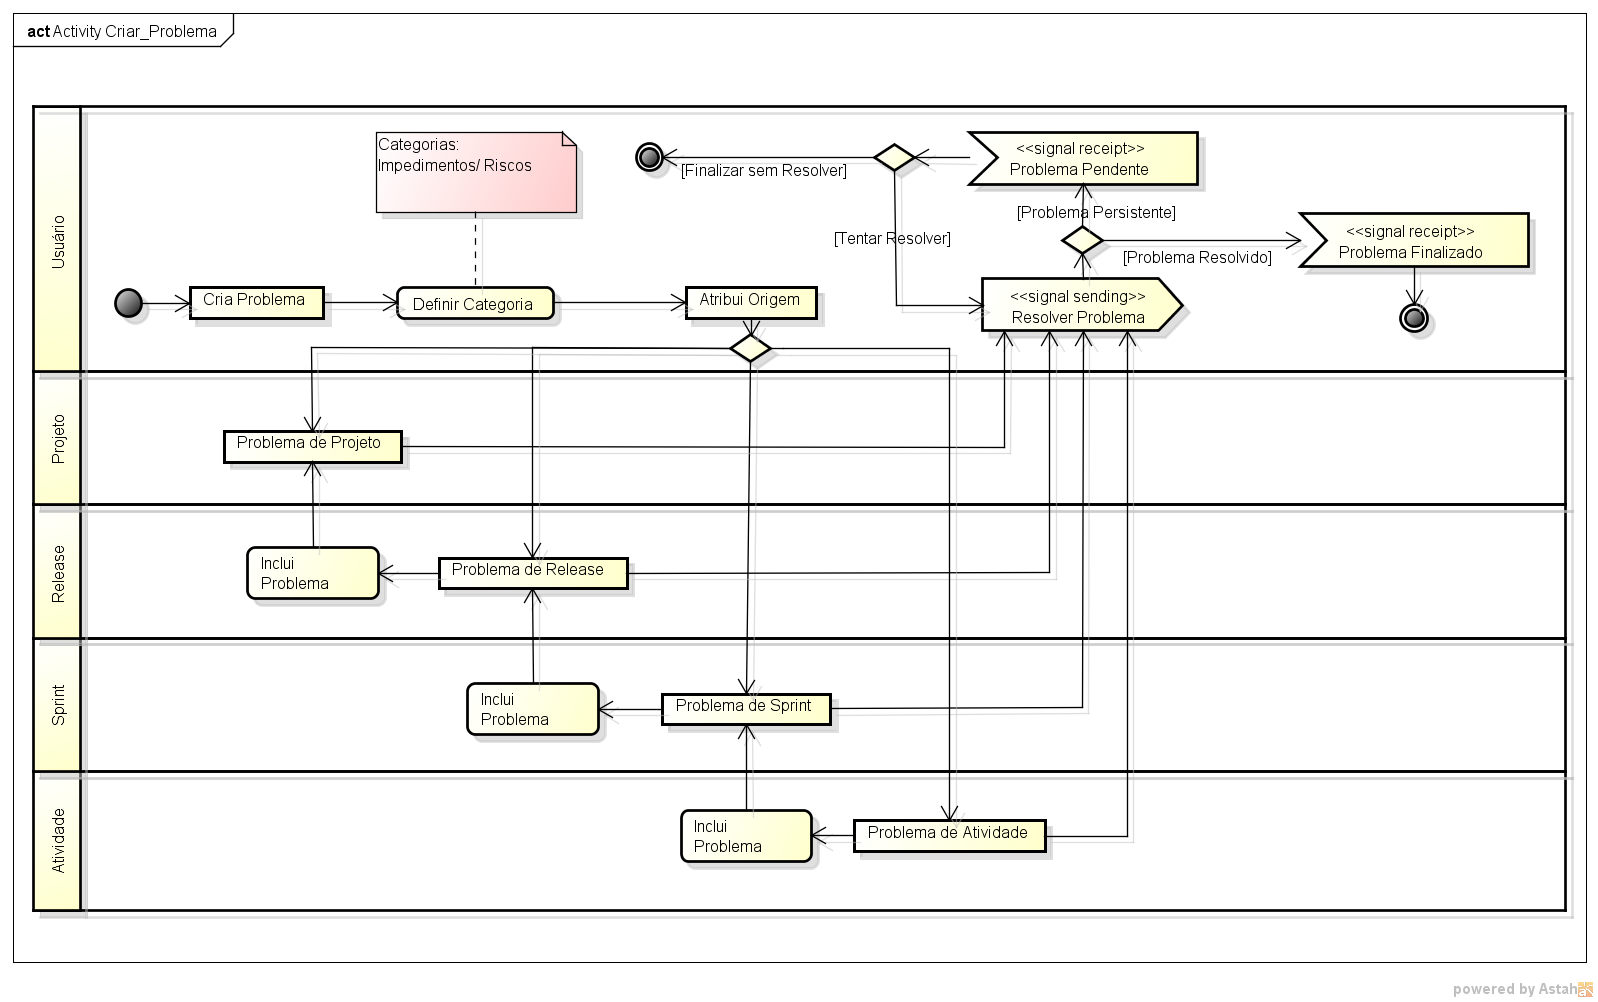 act Activity Criar_Problema
Usuário
Categorias:
Impedimentos/ Riscos
[Finalizar sem Resolver]
<<signal receipt>>
Problema Pendente
[Problema Persistente]
[Tentar Resolver]
[Problema Resolvido]
<<signal receipt>>
Problema Finalizado
Cria Problema
Definir Categoria
Atribui Origem
<<signal sending>>
Resolver Problema
Projeto
Problema de Projeto
Release
Inclui
Problema
Problema de Release
Sprint
Inclui
Problema
Problema de Sprint
Atividade
Inclui
Problema
Problema de Atividade
powered by Astah